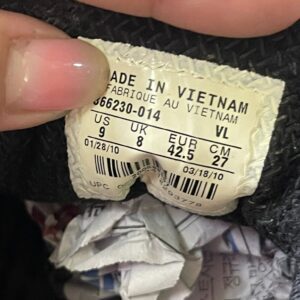 MADE IN VIETNAM
FABRIQUE AU VIETNAM
366230-014 VL
US UK EUR CM
9 8 42.5 27
01/28/10 03/18/10
UPC